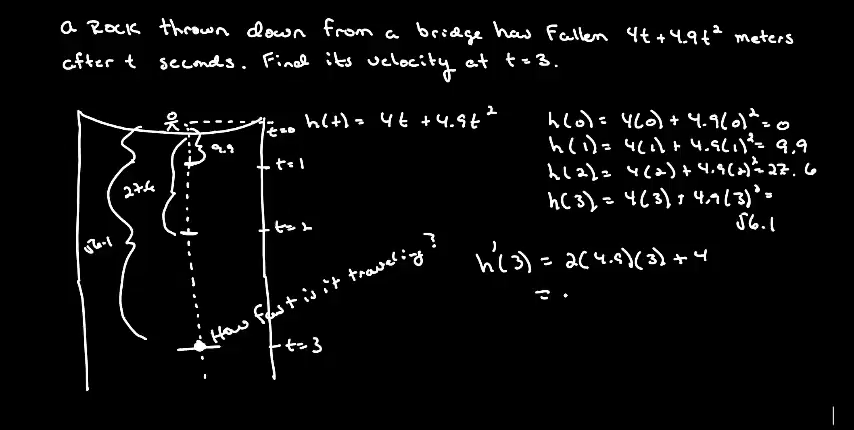 a Rock thrown down from a bridge has Fallen 4t+4.9t² meters
after t seconds. Find its velocity at t=3.
t=0 h(t) = 4t + 4.9t²
9.9
t=1
27.6
t=2
56.1
How fast is it traveling?
t=3
h(0) = 4(0) + 4.9(0)² = 0
h(1) = 4(1) + 4.9(1)² = 9.9
h(2) = 4(2) + 4.9(2)² = 27.6
h(3) = 4(3) + 4.9(3)² =
56.1
h'(3) = 2(4.9)(3) + 4
= .